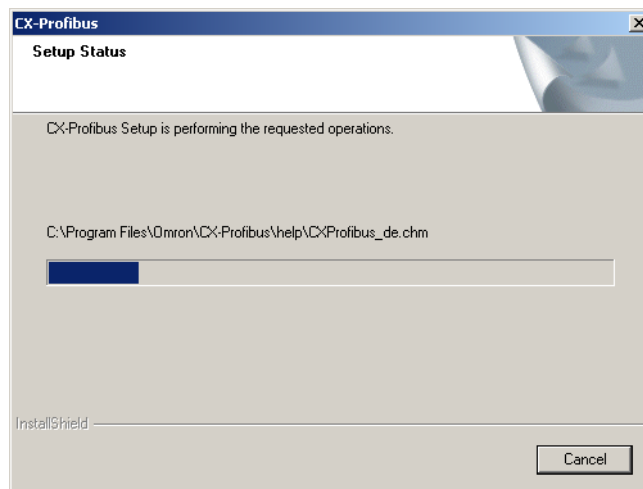 CX-Profibus
Setup Status
CX-Profibus Setup is performing the requested operations.
C:\Program Files\Omron\CX-Profibus\help\CXProfibus_de.chm
InstallShield
Cancel